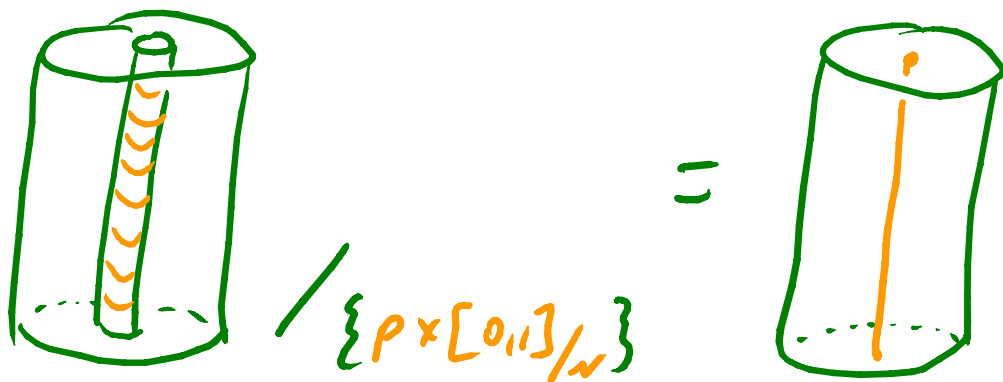 /{p×[0,1]/~} =